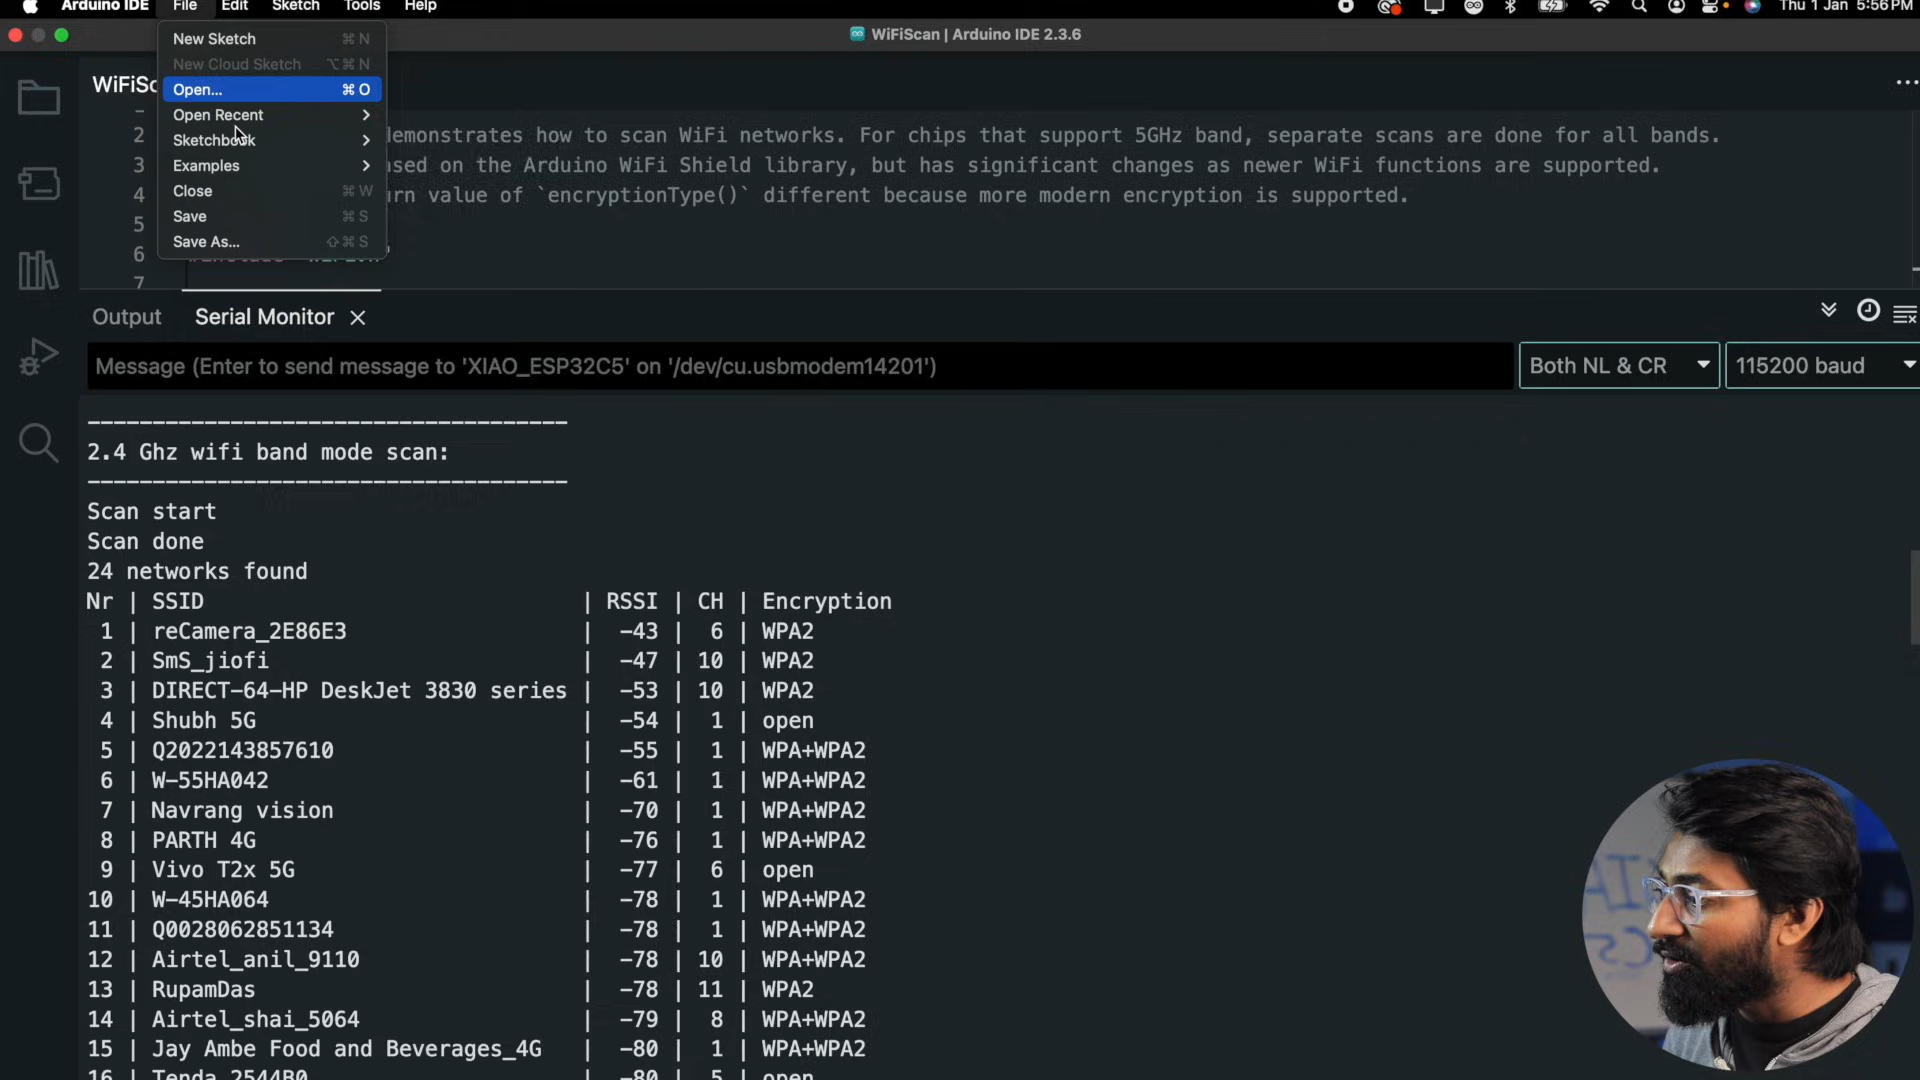 Arduino IDE File Edit Sketch Tools Help Thu 1 Jan 5:56 PM
WiFiScan | Arduino IDE 2.3.6
New Sketch ⌘ N
New Cloud Sketch ⌥ ⌘ N
Open... ⌘ O
Open Recent
Sketchbook
Examples
Close ⌘ W
Save ⌘ S
Save As... ⇧ ⌘ S
WiFiSc
2 demonstrates how to scan WiFi networks. For chips that support 5GHz band, separate scans are done for all bands.
3 ased on the Arduino WiFi Shield library, but has significant changes as newer WiFi functions are supported.
4 urn value of `encryptionType()` different because more modern encryption is supported.
5
6
7
Output Serial Monitor
Message (Enter to send message to 'XIAO_ESP32C5' on '/dev/cu.usbmodem14201')
Both NL & CR 115200 baud
-------------------------------------
2.4 Ghz wifi band mode scan:
-------------------------------------
Scan start
Scan done
24 networks found
Nr | SSID | RSSI | CH | Encryption
1 | reCamera_2E86E3 | -43 | 6 | WPA2
2 | SmS_jiofi | -47 | 10 | WPA2
3 | DIRECT-64-HP DeskJet 3830 series | -53 | 10 | WPA2
4 | Shubh 5G | -54 | 1 | open
5 | Q2022143857610 | -55 | 1 | WPA+WPA2
6 | W-55HA042 | -61 | 1 | WPA+WPA2
7 | Navrang vision | -70 | 1 | WPA+WPA2
8 | PARTH 4G | -76 | 1 | WPA+WPA2
9 | Vivo T2x 5G | -77 | 6 | open
10 | W-45HA064 | -78 | 1 | WPA+WPA2
11 | Q0028062851134 | -78 | 1 | WPA+WPA2
12 | Airtel_anil_9110 | -78 | 10 | WPA+WPA2
13 | RupamDas | -78 | 11 | WPA2
14 | Airtel_shai_5064 | -79 | 8 | WPA+WPA2
15 | Jay Ambe Food and Beverages_4G | -80 | 1 | WPA+WPA2
16 | Tenda_2544B0 | -80 | 5 | open